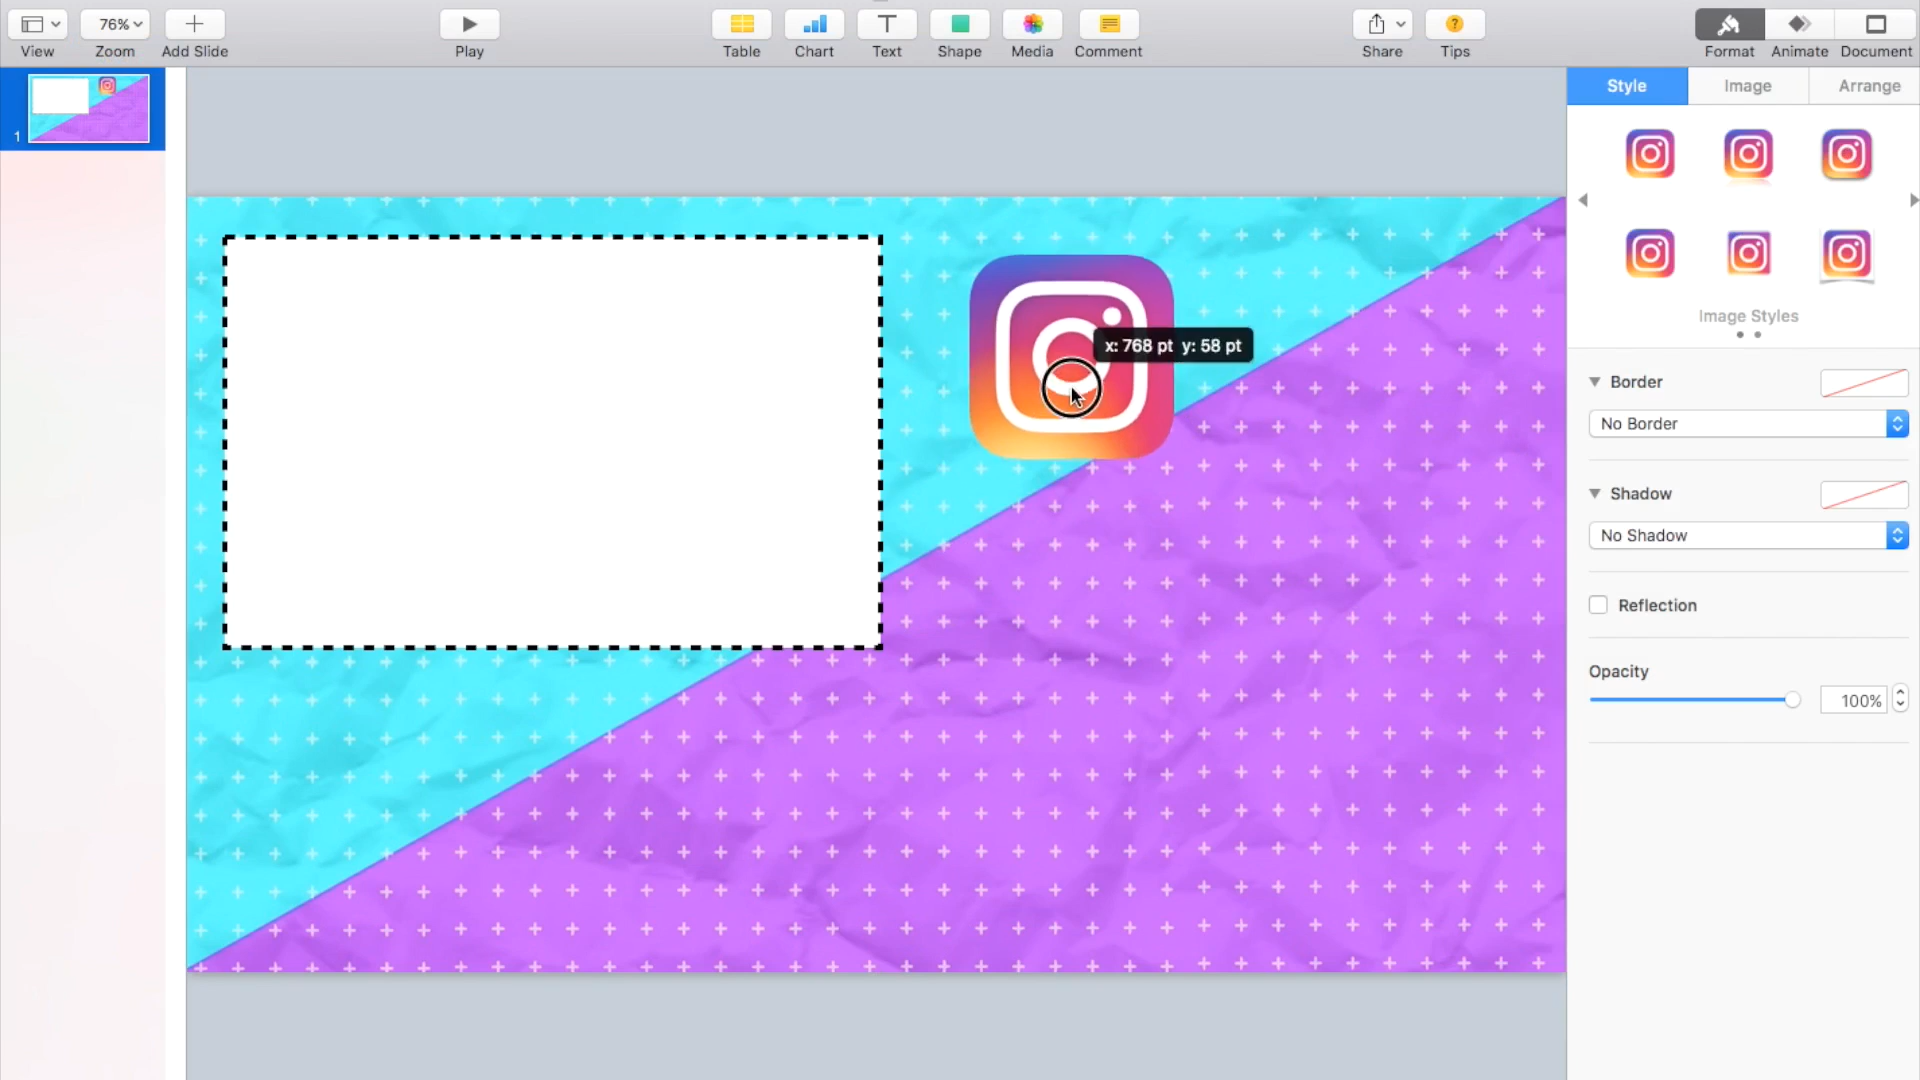 76%
View
Zoom
Add Slide
Play
Table
Chart
Text
Shape
Media
Comment
Share
Tips
Format
Animate
Document
Style
Image
Arrange
1
Image Styles
x: 768 pt y: 58 pt
Border
No Border
Shadow
No Shadow
Reflection
Opacity
100%